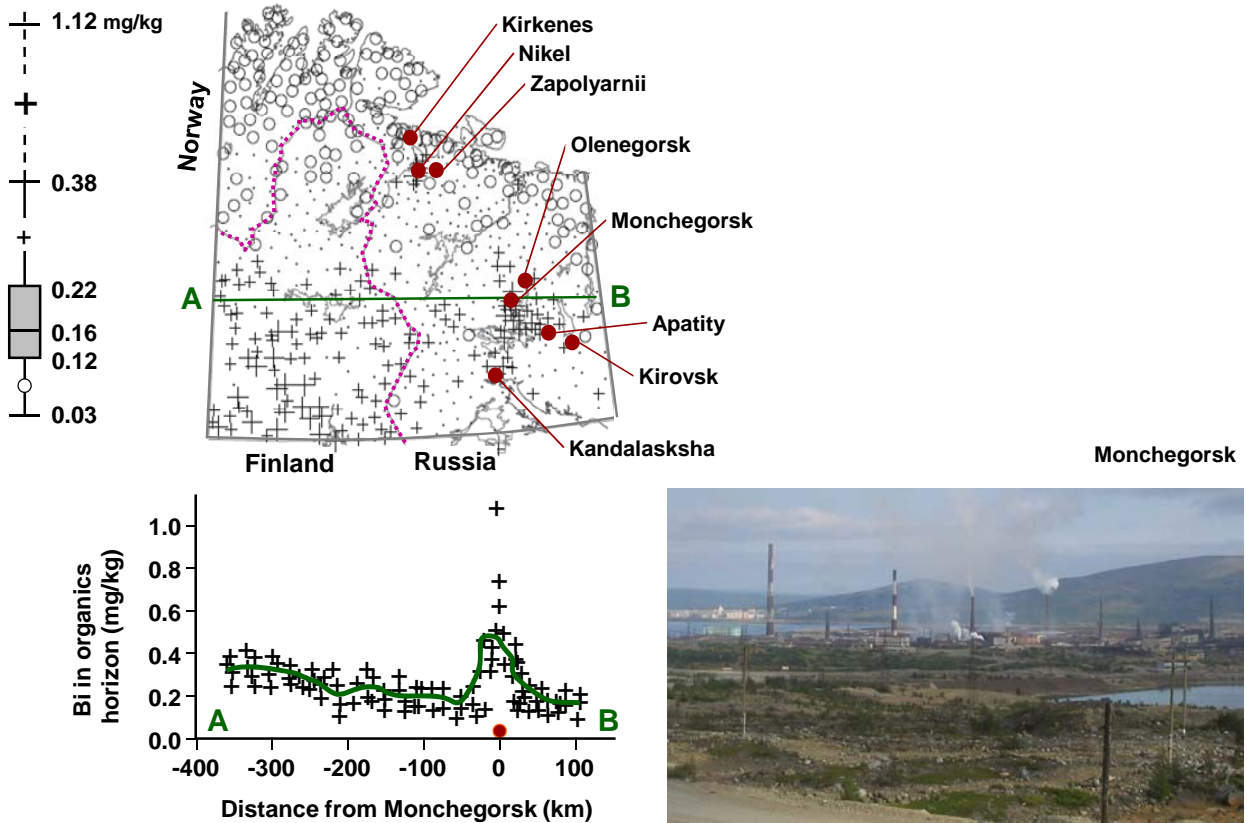 1.12 mg/kg
0.38
0.22
0.16
0.12
0.03
Norway
Kirkenes
Nikel
Zapolyarnii
Olenegorsk
Monchegorsk
A
B
Apatity
Kirovsk
Kandalasksha
Finland
Russia
Monchegorsk
Bi in organics
horizon (mg/kg)
1.0
0.8
0.6
0.4
0.2
0.0
A
B
-400
-300
-200
-100
0
100
Distance from Monchegorsk (km)